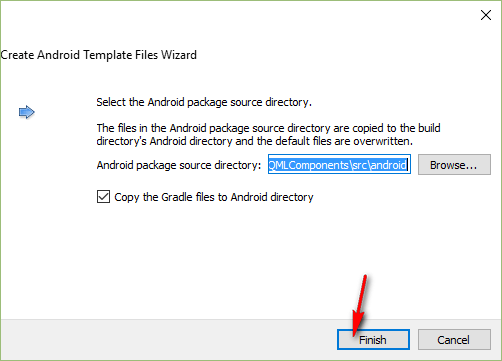 Create Android Template Files Wizard
Select the Android package source directory.
The files in the Android package source directory are copied to the build
directory's Android directory and the default files are overwritten.
Android package source directory: QMLComponents\src\android Browse...
Copy the Gradle files to Android directory
Finish Cancel